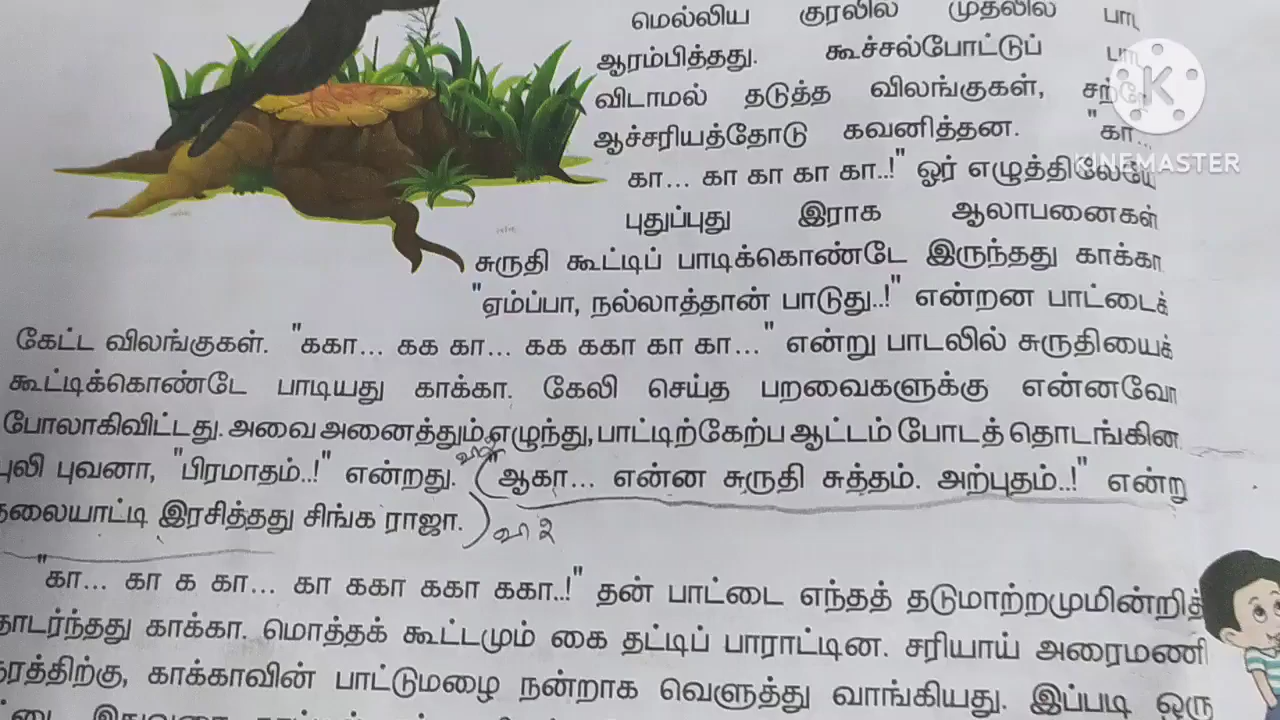 மெல்லிய குரலில் முதலில்
ஆரம்பித்தது. கூச்சல்போட்டுப்
விடாமல் தடுத்த விலங்குகள்,
ஆச்சரியத்தோடு கவனித்தன. "கா...
கா... கா கா கா கா..!" ஓர் எழுத்திலேயே
புதுப்புது இராக ஆலாபனைகள்
சுருதி கூட்டிப் பாடிக்கொண்டே இருந்தது காக்கா
"ஏம்ப்பா, நல்லாத்தான் பாடுது..!" என்றன பாட்டைக்
கேட்ட விலங்குகள். "ககா... கக கா... கக ககா கா கா..." என்று பாடலில் சுருதியைக்
கூட்டிக்கொண்டே பாடியது காக்கா. கேலி செய்த பறவைகளுக்கு என்னவோ
போலாகிவிட்டது. அவை அனைத்தும் எழுந்து, பாட்டிற்கேற்ப ஆட்டம் போடத் தொடங்கின
புலி புவனா, "பிரமாதம்..!" என்றது. "ஆகா... என்ன சுருதி சுத்தம். அற்புதம்..!" என்று
தலையாட்டி இரசித்தது சிங்க ராஜா.
"கா... கா க கா... கா ககா ககா ககா..!" தன் பாட்டை எந்தத் தடுமாற்றமுமின்றித்
தொடர்ந்தது காக்கா. மொத்தக் கூட்டமும் கை தட்டிப் பாராட்டின. சரியாய் அரைமணி
நேரத்திற்கு, காக்காவின் பாட்டுமழை நன்றாக வெளுத்து வாங்கியது. இப்படி ஒரு
KINEMASTER